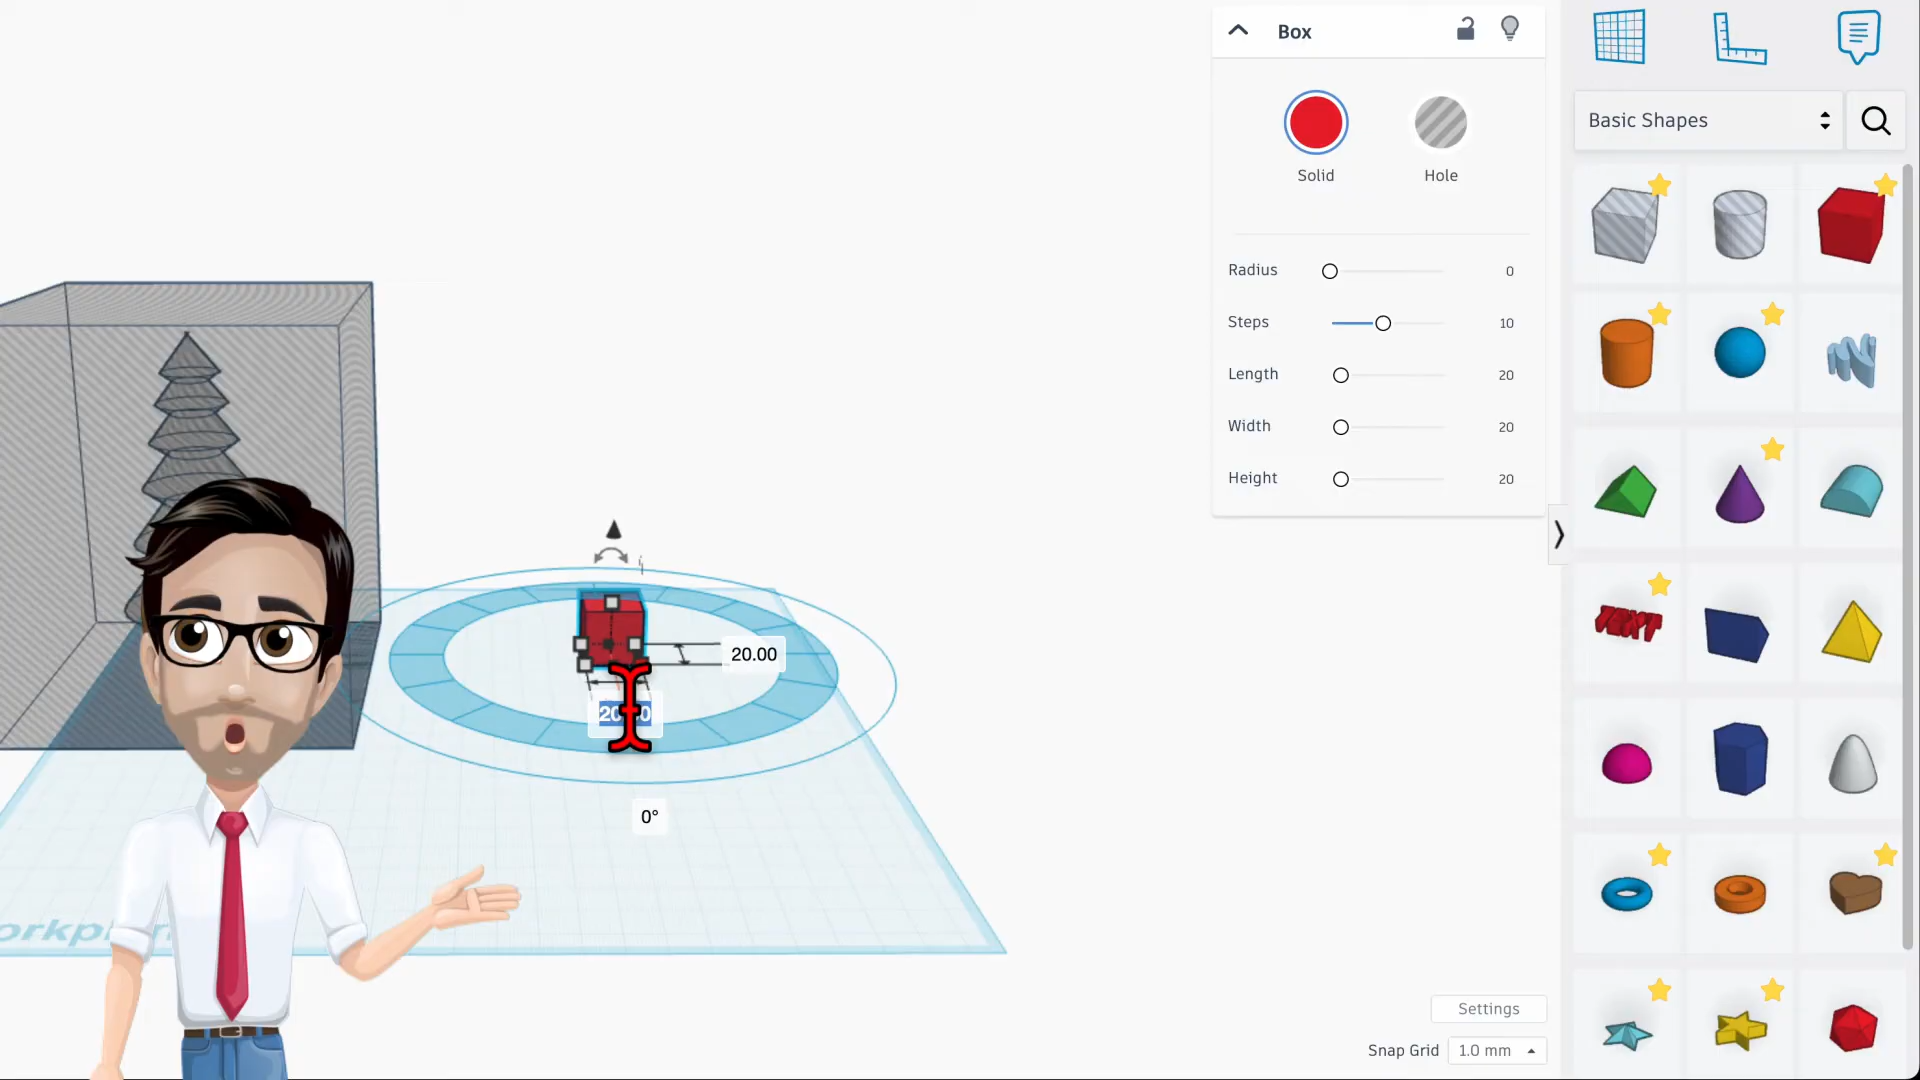 Box
Solid
Hole
Radius 0
Steps 10
Length 20
Width 20
Height 20
Basic Shapes
TEXT
20.00
0°
Settings
Snap Grid 1.0 mm